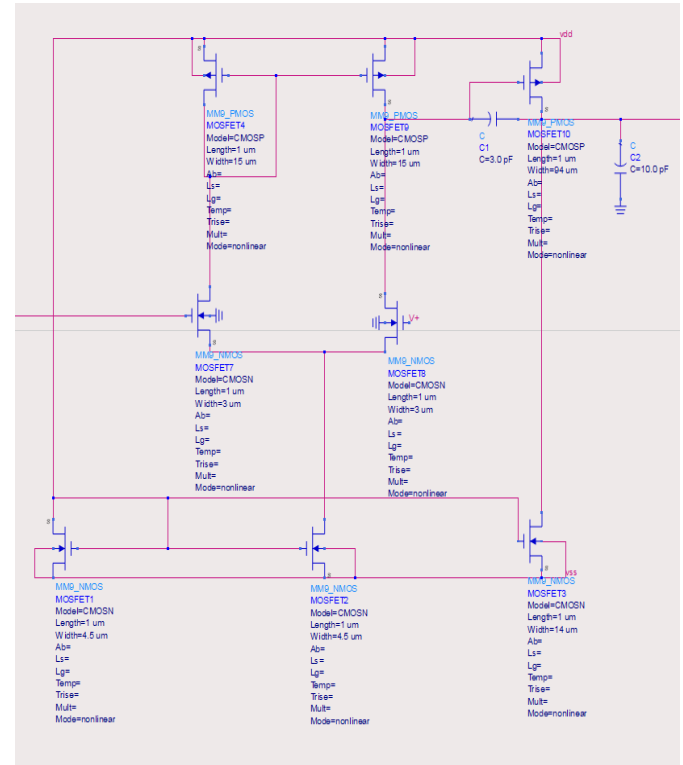 vdd
MM9_PMOS
MOSFET4
Model=CMOSP
Length=1 um
Width=15 um
Ab=
Ls=
Lg=
Temp=
Trise=
Mult=
Mode=nonlinear
MM9_PMOS
MOSFET9
Model=CMOSP
Length=1 um
Width=15 um
Ab=
Ls=
Lg=
Temp=
Trise=
Mult=
Mode=nonlinear
C
C1
C=3.0 pF
MM9_PMOS
MOSFET10
Model=CMOSP
Length=1 um
Width=94 um
Ab=
Ls=
Lg=
Temp=
Trise=
Mult=
Mode=nonlinear
C
C2
C=10.0 pF
V+
MM9_NMOS
MOSFET7
Model=CMOSN
Length=1 um
Width=3 um
Ab=
Ls=
Lg=
Temp=
Trise=
Mult=
Mode=nonlinear
MM9_NMOS
MOSFET8
Model=CMOSN
Length=1 um
Width=3 um
Ab=
Ls=
Lg=
Temp=
Trise=
Mult=
Mode=nonlinear
vss
MM9_NMOS
MOSFET1
Model=CMOSN
Length=1 um
Width=4.5 um
Ab=
Ls=
Lg=
Temp=
Trise=
Mult=
Mode=nonlinear
MM9_NMOS
MOSFET2
Model=CMOSN
Length=1 um
Width=4.5 um
Ab=
Ls=
Lg=
Temp=
Trise=
Mult=
Mode=nonlinear
MM9_NMOS
MOSFET3
Model=CMOSN
Length=1 um
Width=14 um
Ab=
Ls=
Lg=
Temp=
Trise=
Mult=
Mode=nonlinear